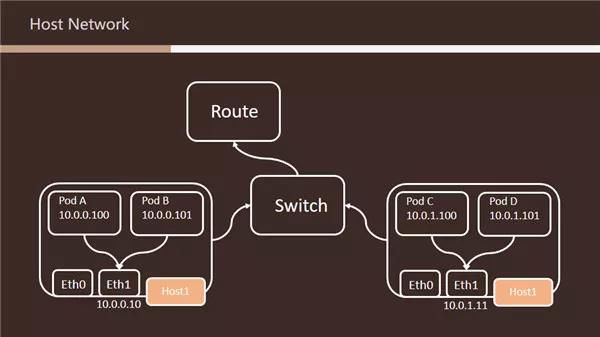 Host Network
Route
Switch
Pod A
10.0.0.100
Pod B
10.0.0.101
Eth0
Eth1
Host1
10.0.0.10
Pod C
10.0.1.100
Pod D
10.0.1.101
Eth0
Eth1
Host1
10.0.1.11